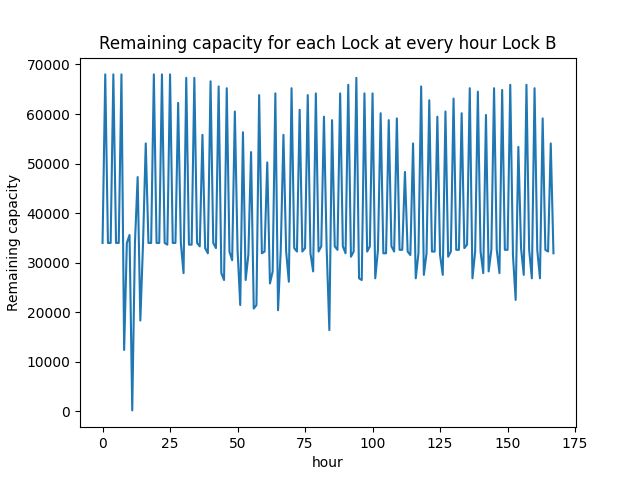 Remaining capacity for each Lock at every hour Lock B
70000
60000
50000
40000
30000
20000
10000
0
Remaining capacity
0 25 50 75 100 125 150 175
hour